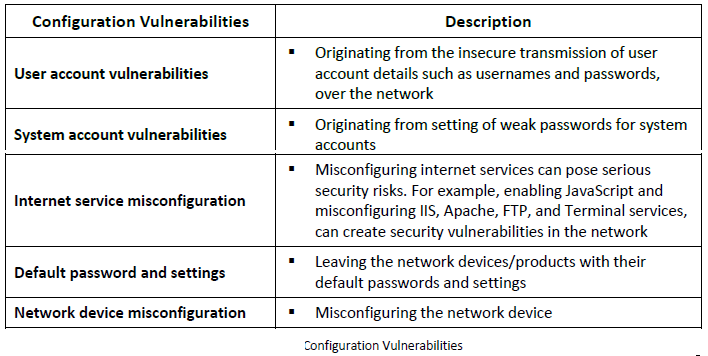 Configuration Vulnerabilities Description
User account vulnerabilities
▪ Originating from the insecure transmission of user
account details such as usernames and passwords,
over the network
System account vulnerabilities
▪ Originating from setting of weak passwords for system
accounts
Internet service misconfiguration
▪ Misconfiguring internet services can pose serious
security risks. For example, enabling JavaScript and
misconfiguring IIS, Apache, FTP, and Terminal services,
can create security vulnerabilities in the network
Default password and settings
▪ Leaving the network devices/products with their
default passwords and settings
Network device misconfiguration
▪ Misconfiguring the network device
Configuration Vulnerabilities